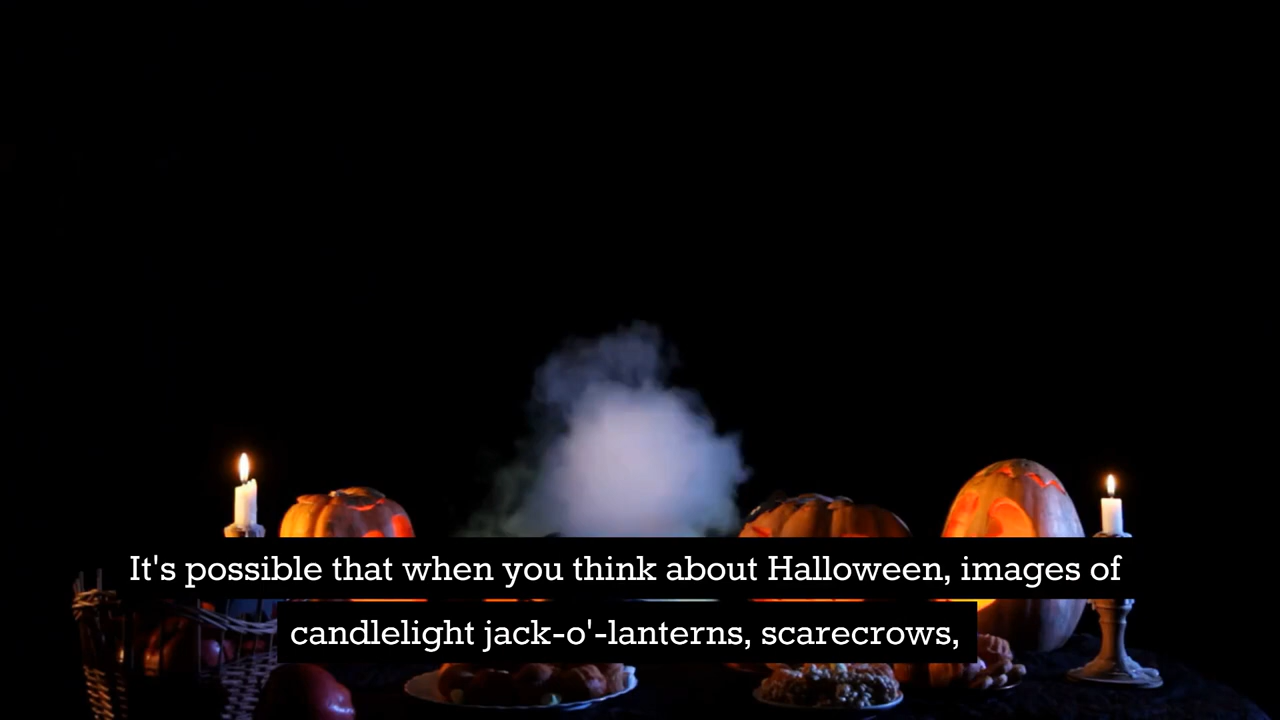 It's possible that when you think about Halloween, images of
candlelight jack-o'-lanterns, scarecrows,